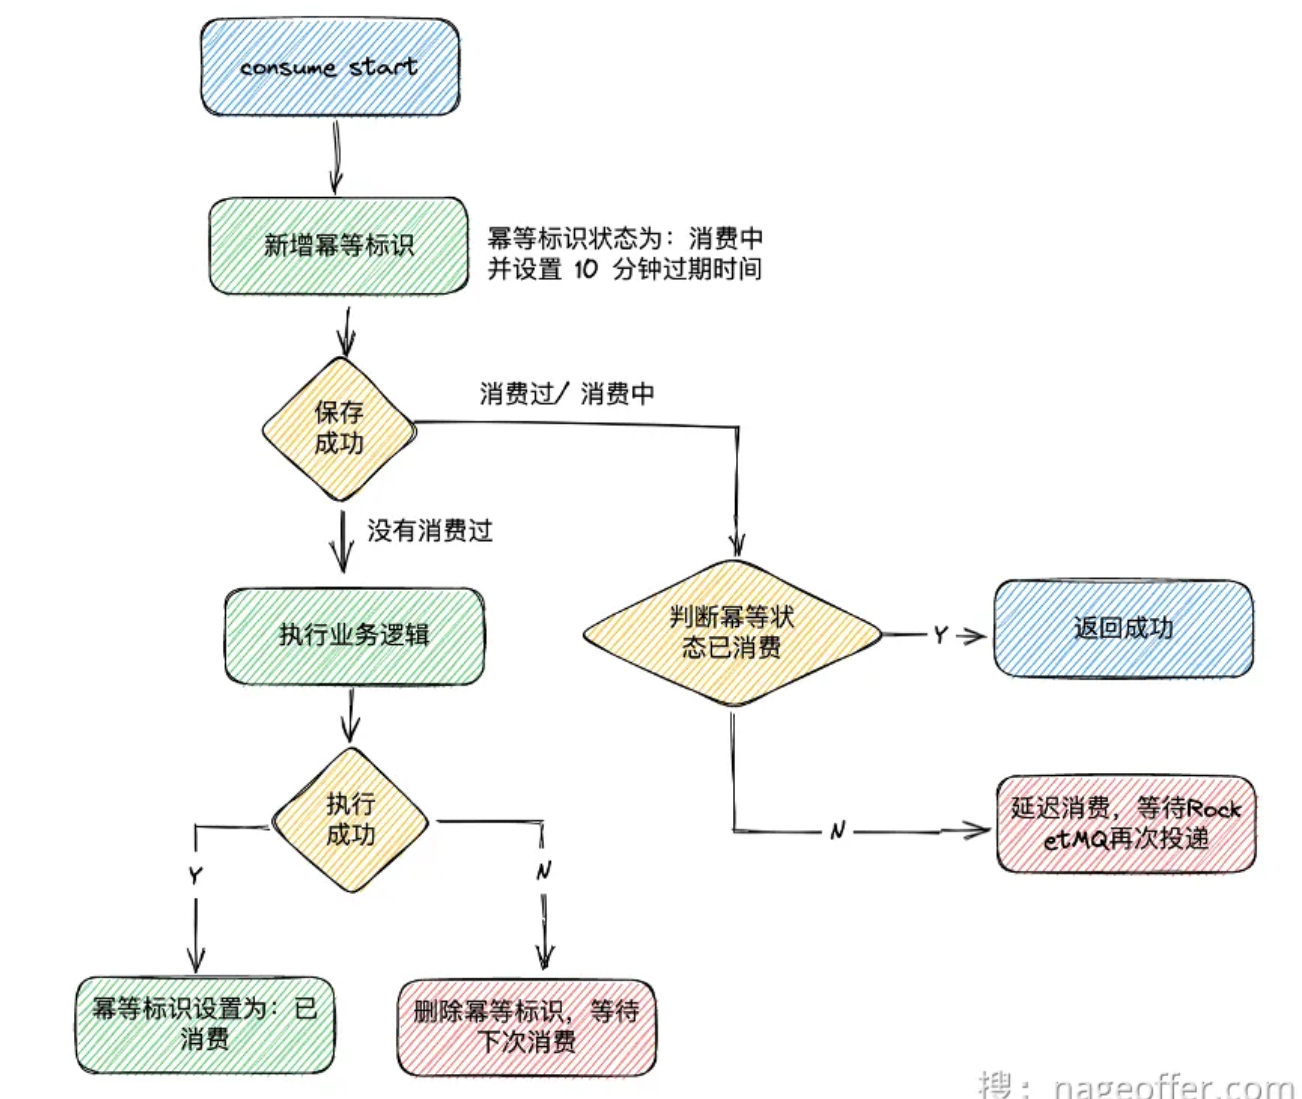 consume start
新增幂等标识
幂等标识状态为：消费中
并设置 10 分钟过期时间
保存
成功
消费过/ 消费中
没有消费过
执行业务逻辑
判断幂等状
态已消费
Y
返回成功
执行
成功
延迟消费，等待Rock
etMQ再次投递
N
Y
N
幂等标识设置为：已
消费
删除幂等标识，等待
下次消费
搜：nageoffer.com